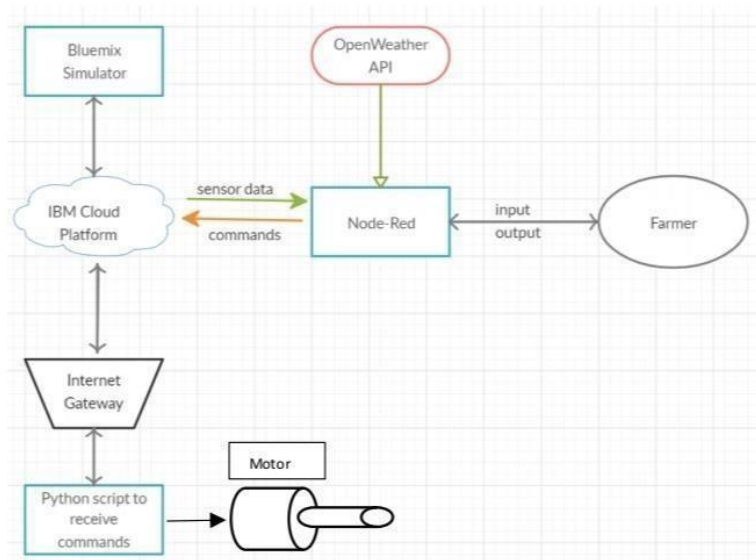 Bluemix
Simulator
OpenWeather
API
sensor data
IBM Cloud
Platform
commands
Node-Red
input
output
Farmer
Internet
Gateway
Motor
Python script to
receive
commands